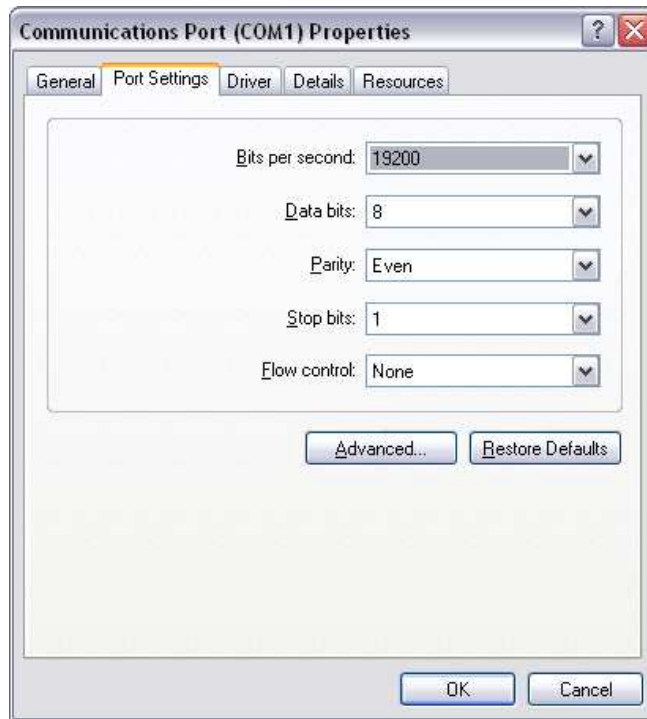 Communications Port (COM1) Properties
General Port Settings Driver Details Resources
Bits per second: 19200
Data bits: 8
Parity: Even
Stop bits: 1
Flow control: None
Advanced... Restore Defaults
OK Cancel